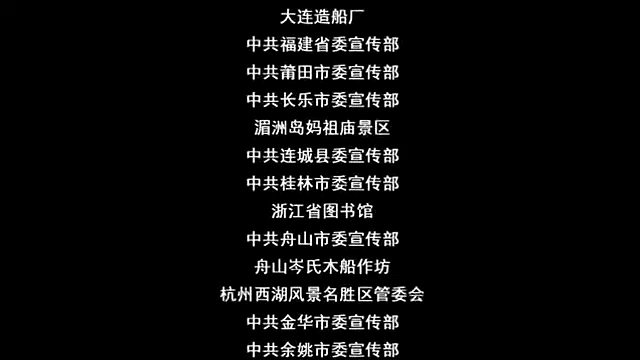 大连造船厂
中共福建省委宣传部
中共莆田市委宣传部
中共长乐市委宣传部
湄洲岛妈祖庙景区
中共连城县委宣传部
中共桂林市委宣传部
浙江省图书馆
中共舟山市委宣传部
舟山岑氏木船作坊
杭州西湖风景名胜区管委会
中共金华市委宣传部
中共余姚市委宣传部